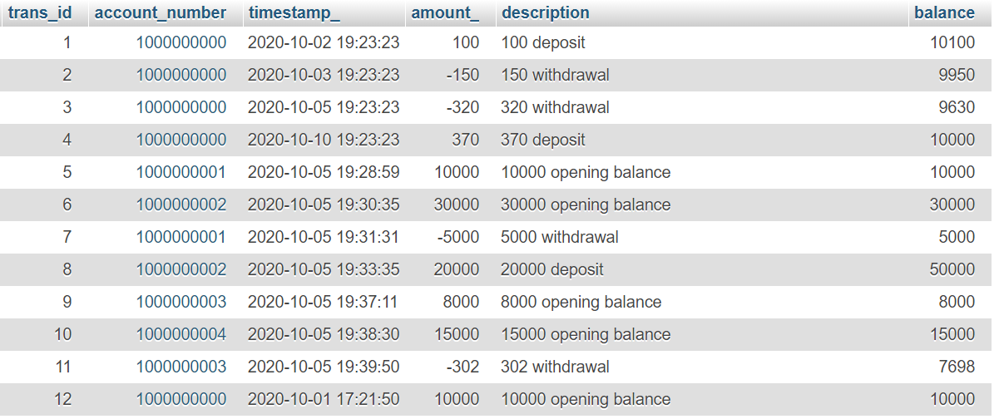 trans_id account_number timestamp_ amount_ description balance
1 1000000000 2020-10-02 19:23:23 100 100 deposit 10100
2 1000000000 2020-10-03 19:23:23 -150 150 withdrawal 9950
3 1000000000 2020-10-05 19:23:23 -320 320 withdrawal 9630
4 1000000000 2020-10-10 19:23:23 370 370 deposit 10000
5 1000000001 2020-10-05 19:28:59 10000 10000 opening balance 10000
6 1000000002 2020-10-05 19:30:35 30000 30000 opening balance 30000
7 1000000001 2020-10-05 19:31:31 -5000 5000 withdrawal 5000
8 1000000002 2020-10-05 19:33:35 20000 20000 deposit 50000
9 1000000003 2020-10-05 19:37:11 8000 8000 opening balance 8000
10 1000000004 2020-10-05 19:38:30 15000 15000 opening balance 15000
11 1000000003 2020-10-05 19:39:50 -302 302 withdrawal 7698
12 1000000000 2020-10-01 17:21:50 10000 10000 opening balance 10000